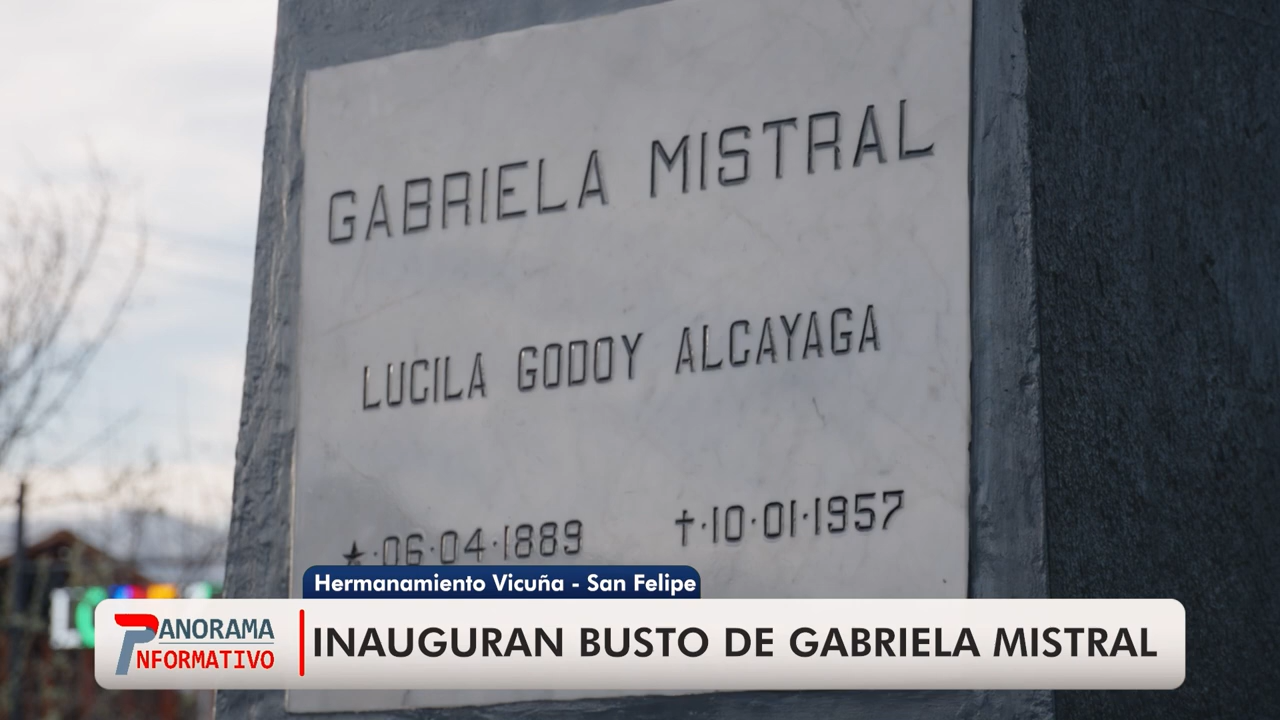 GABRIELA MISTRAL
LUCILA GODOY ALCAYAGA
★·06·04·1889 †·10·01·1957
Hermanamiento Vicuña - San Felipe
PANORAMA
INFORMATIVO
INAUGURAN BUSTO DE GABRIELA MISTRAL